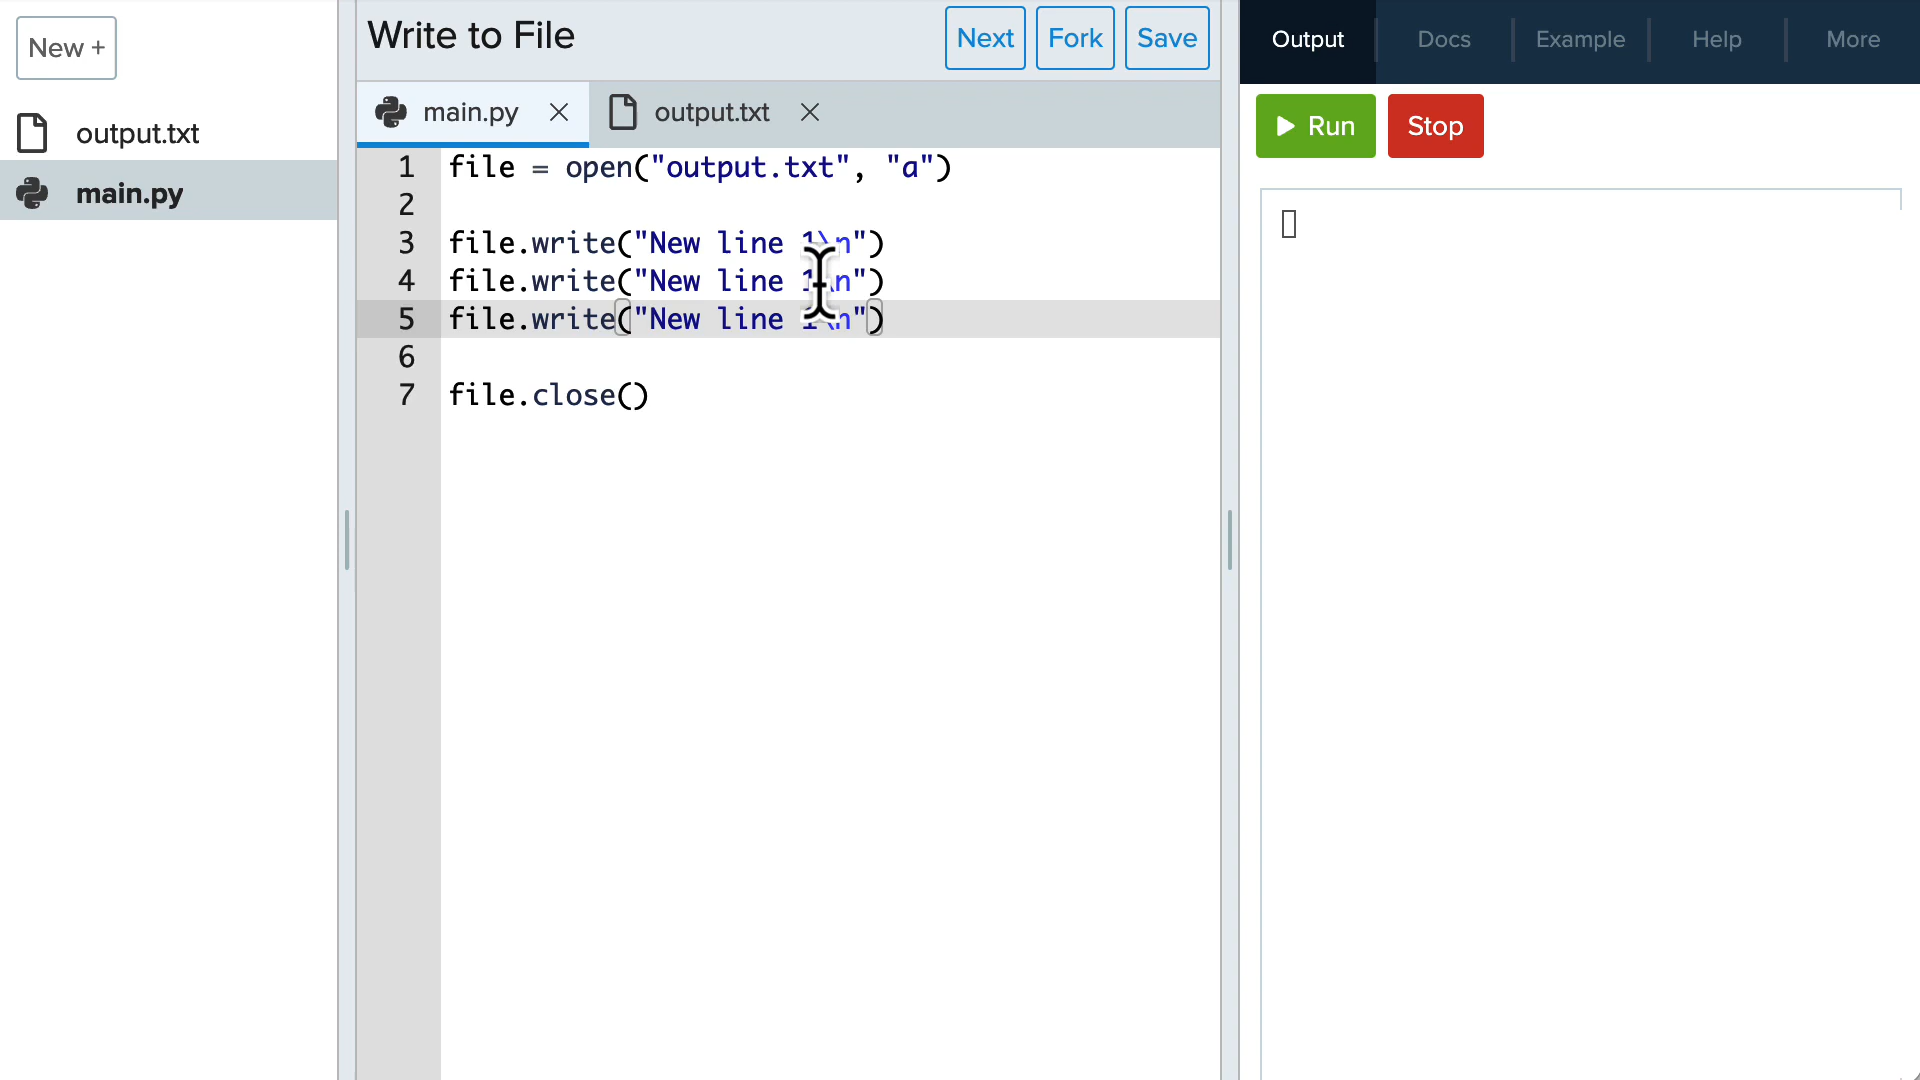 New +
output.txt
main.py
Write to File
Next
Fork
Save
main.py
output.txt
1 file = open("output.txt", "a")
2
3 file.write("New line 1\n")
4 file.write("New line 1\n")
5 file.write("New line 1\n")
6
7 file.close()
Output
Docs
Example
Help
More
Run
Stop